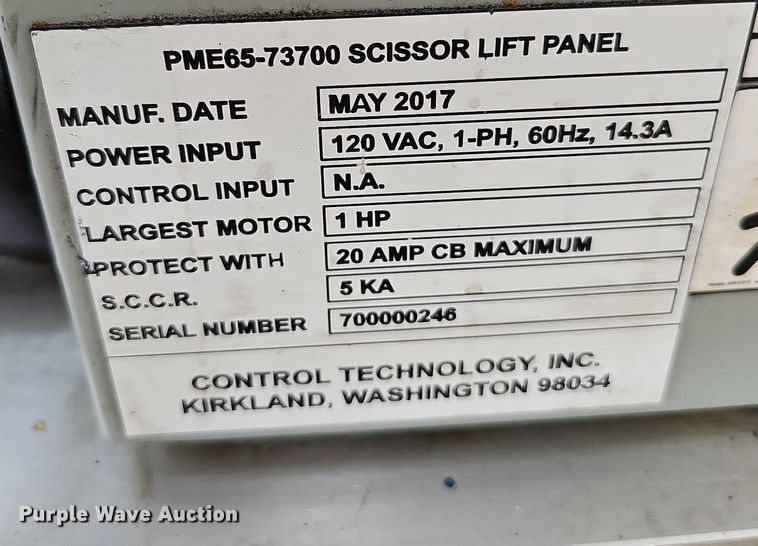 PME65-73700 SCISSOR LIFT PANEL
MANUF. DATE MAY 2017
POWER INPUT 120 VAC, 1-PH, 60Hz, 14.3A
CONTROL INPUT N.A.
LARGEST MOTOR 1 HP
PROTECT WITH 20 AMP CB MAXIMUM
S.C.C.R. 5 KA
SERIAL NUMBER 700000246
CONTROL TECHNOLOGY, INC.
KIRKLAND, WASHINGTON 98034
Purple Wave Auction